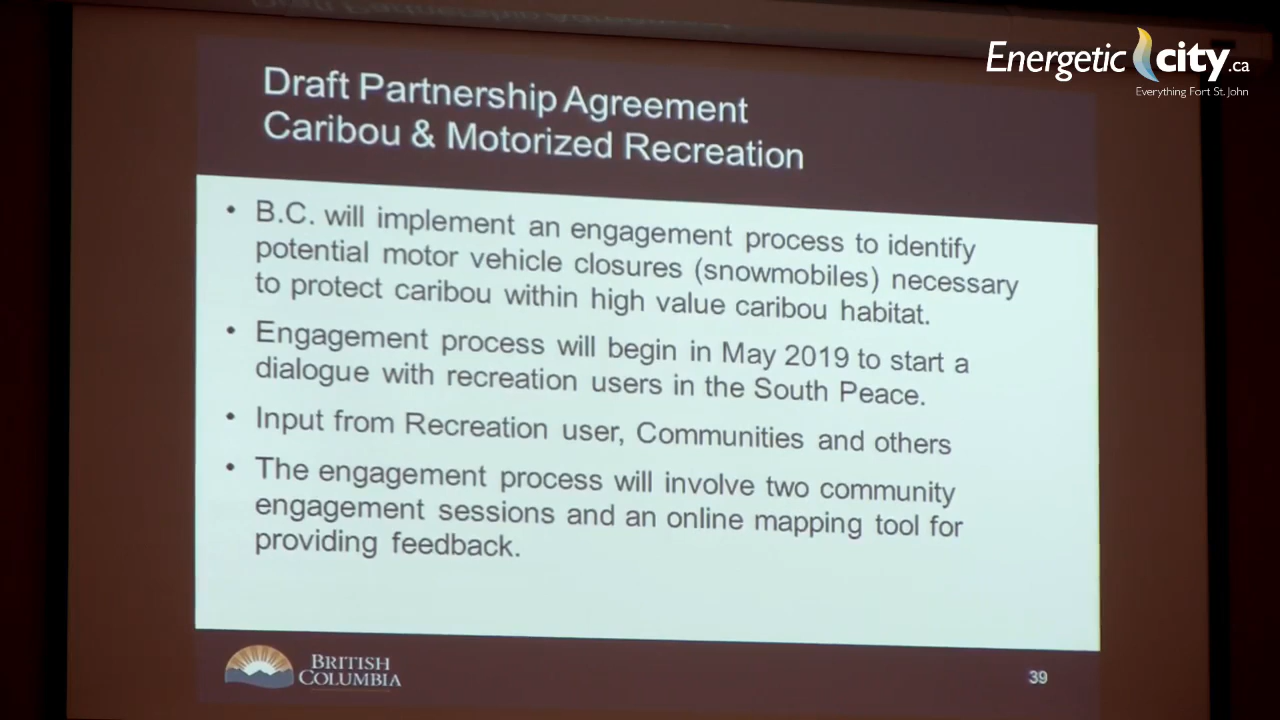 Energetic city.ca
Everything Fort St. John
Draft Partnership Agreement
Caribou & Motorized Recreation
• B.C. will implement an engagement process to identify
potential motor vehicle closures (snowmobiles) necessary
to protect caribou within high value caribou habitat.
• Engagement process will begin in May 2019 to start a
dialogue with recreation users in the South Peace.
• Input from Recreation user, Communities and others
• The engagement process will involve two community
engagement sessions and an online mapping tool for
providing feedback.
BRITISH
COLUMBIA
39